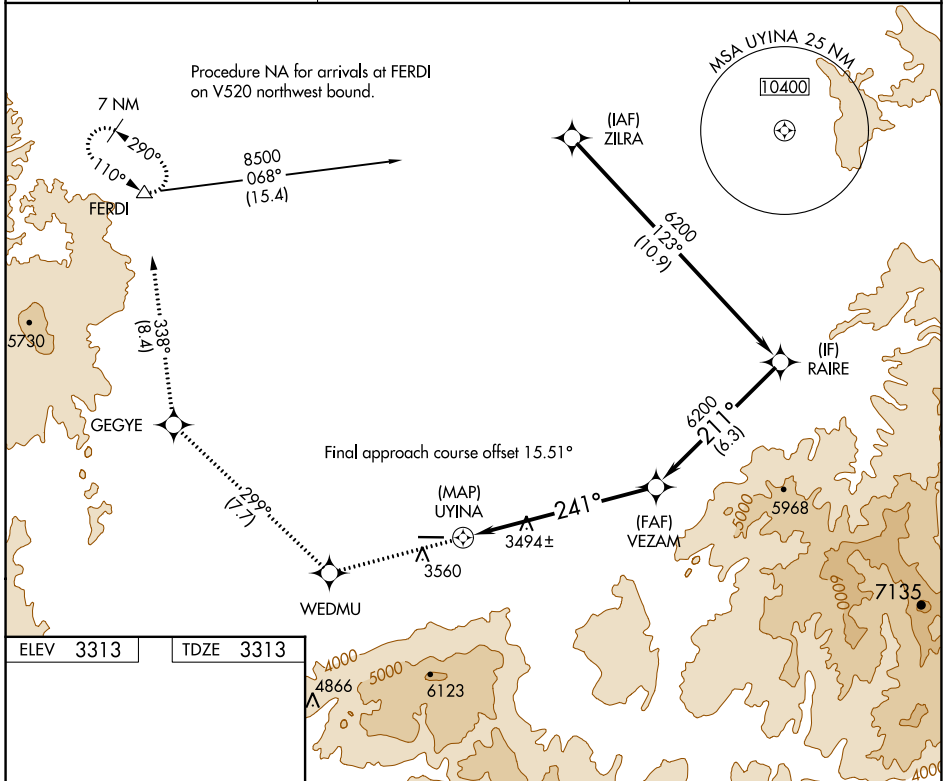 Procedure NA for arrivals at FERDI
on V520 northwest bound.
MSA UYINA 25 NM
10400
7 NM
290°
110°
FERDI
8500
068°
(15.4)
(IAF)
ZILRA
6200
123°
(10.9)
5730
338°
(8.4)
(IF)
RAIRE
6200
211°
(6.3)
GEGYE
Final approach course offset 15.51°
299°
(7.7)
(MAP)
UYINA
241°
3494±
(FAF)
VEZAM
5968
5000
3560
WEDMU
6000
7135
ELEV 3313
TDZE 3313
4000
5000
4866
6123
4000